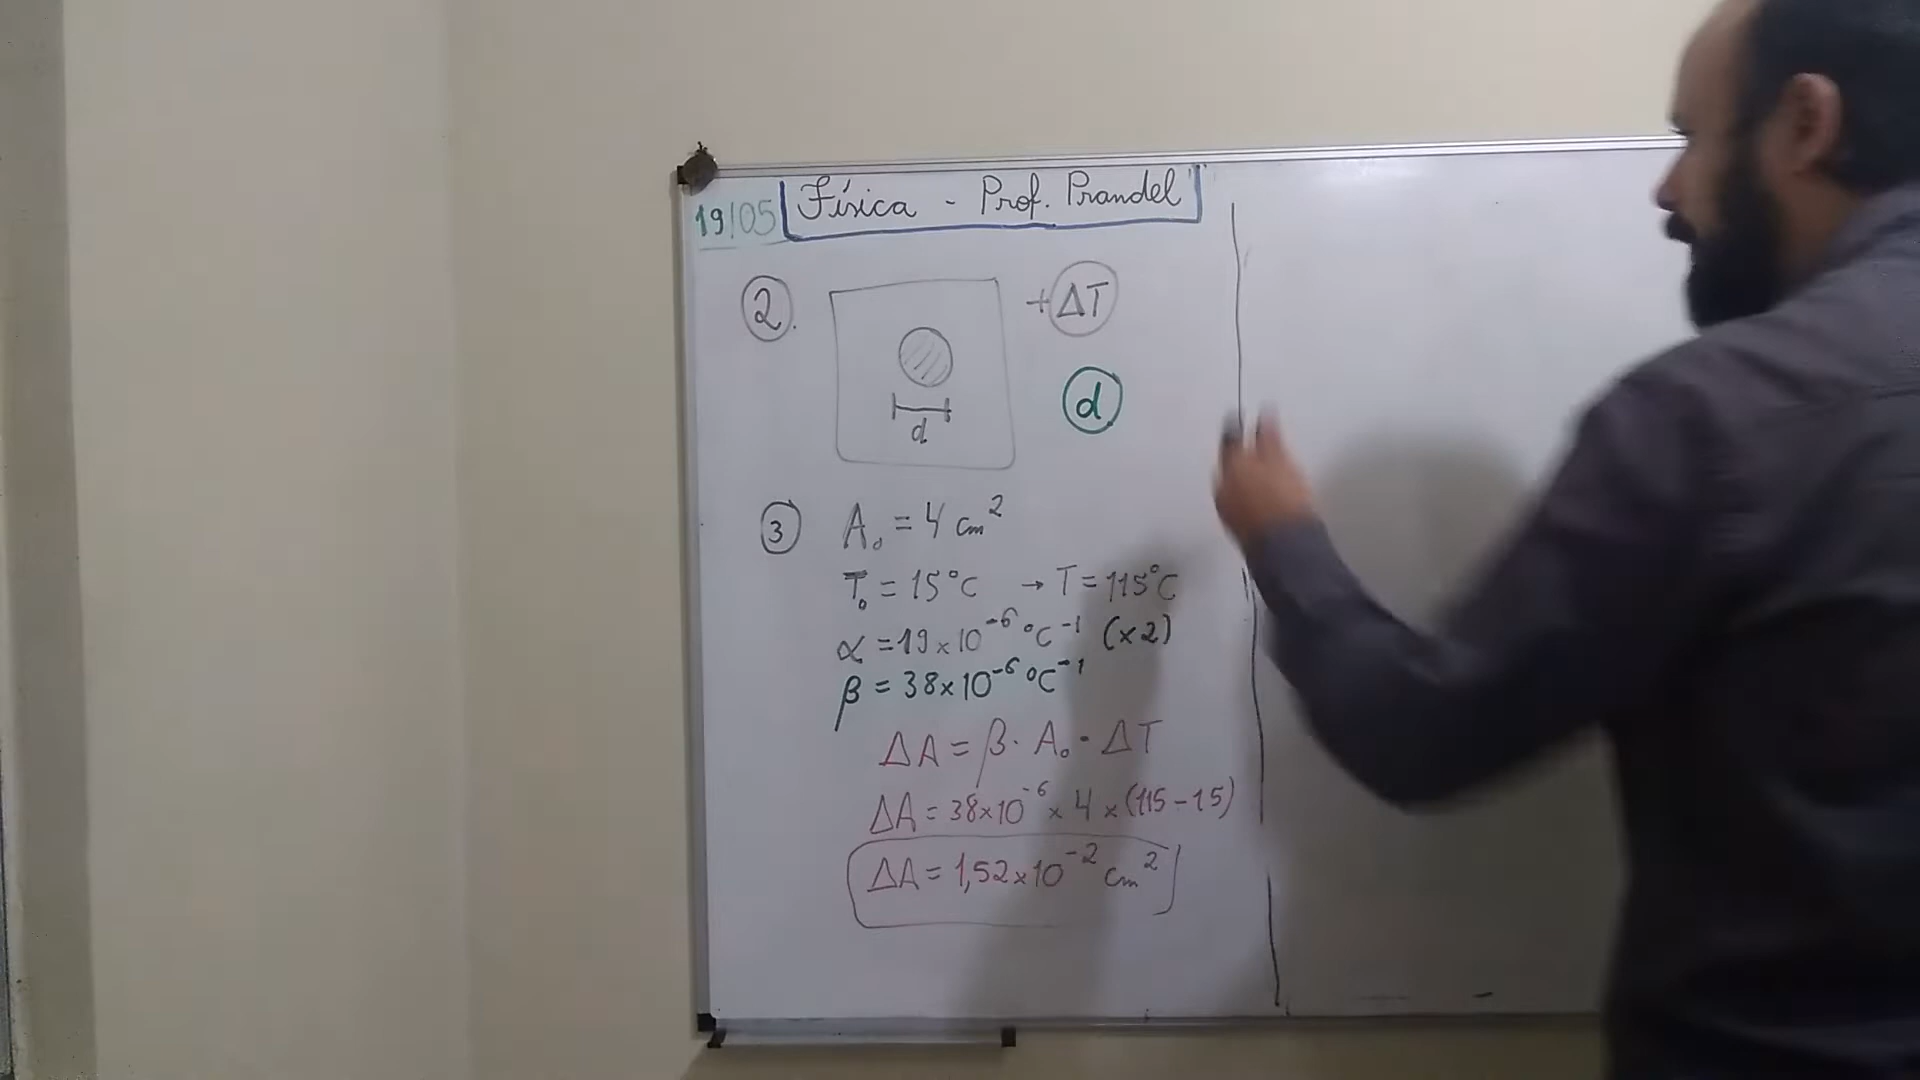 19/05 Física - Prof. Prandel
2. + ΔT
d
d
3 A₀ = 4 cm²
T₀ = 15°C → T = 115°C
α = 19 × 10⁻⁶ °C⁻¹ (×2)
β = 38 × 10⁻⁶ °C⁻¹
ΔA = β · A₀ · ΔT
ΔA = 38×10⁻⁶ × 4 × (115 - 15)
ΔA = 1,52×10⁻² cm²